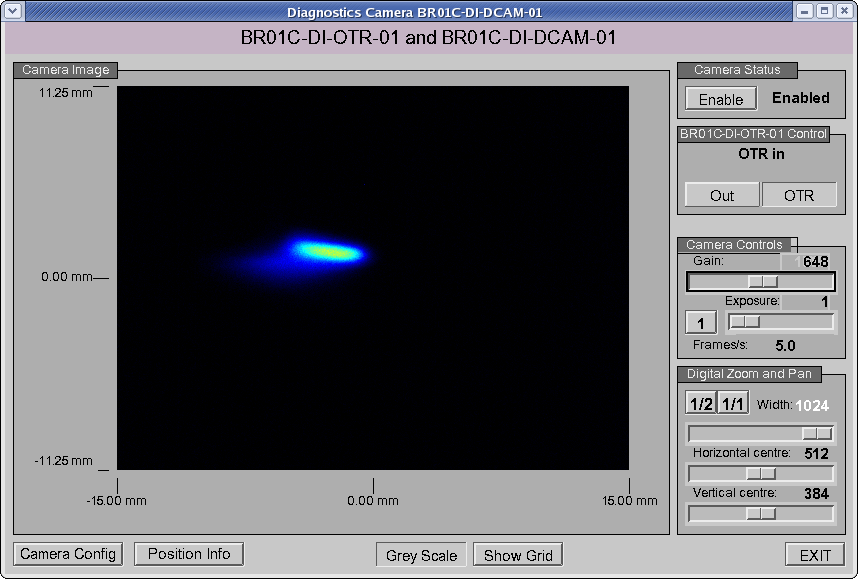 Diagnostics Camera BR01C-DI-DCAM-01
BR01C-DI-OTR-01 and BR01C-DI-DCAM-01
Camera Image
11.25 mm
0.00 mm
-11.25 mm
-15.00 mm
0.00 mm
15.00 mm
Camera Status
Enable
Enabled
BR01C-DI-OTR-01 Control
OTR in
Out
OTR
Camera Controls
Gain:
648
Exposure:
1
1
Frames/s:
5.0
Digital Zoom and Pan
1/2
1/1
Width:
1024
Horizontal centre:
512
Vertical centre:
384
Camera Config
Position Info
Grey Scale
Show Grid
EXIT